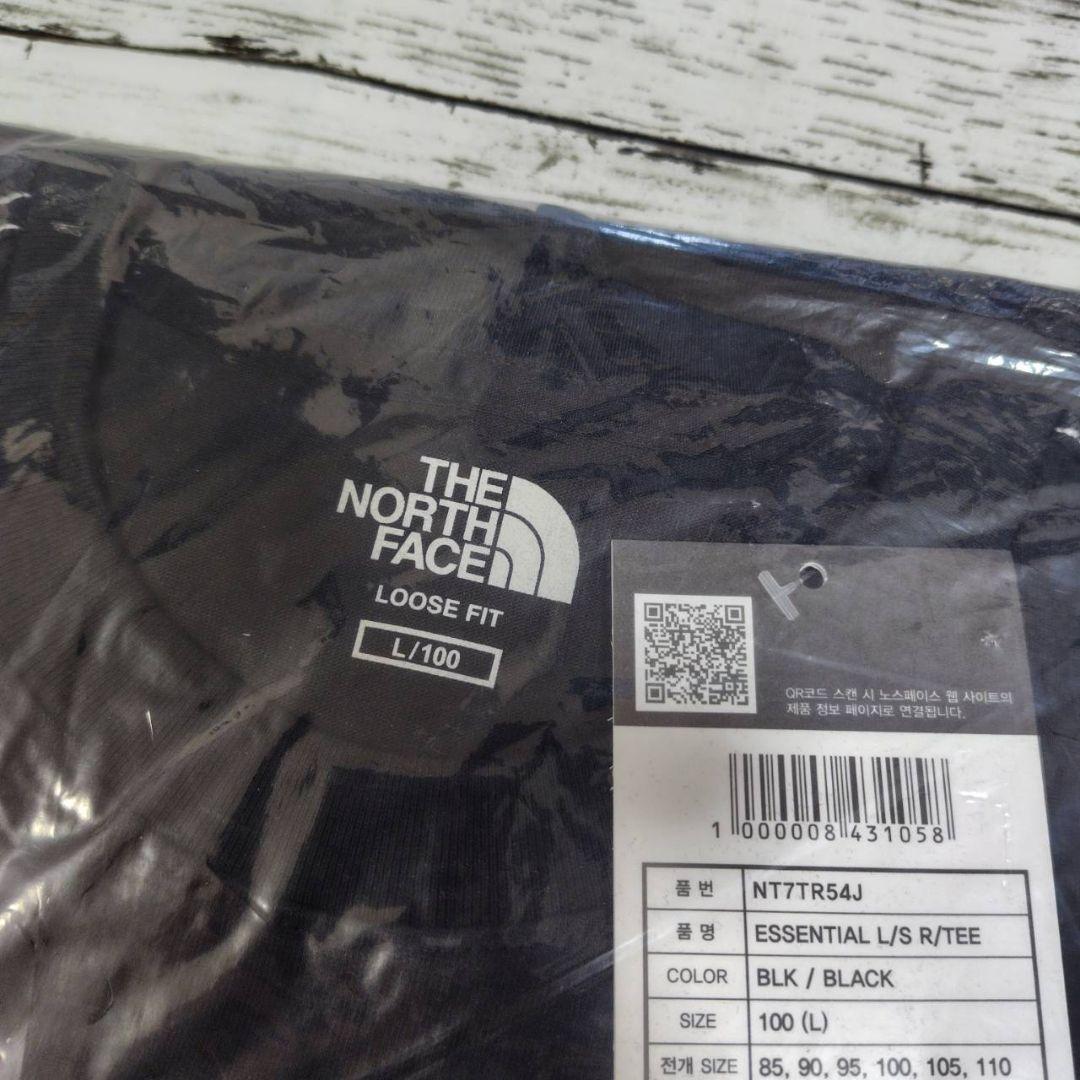 THE
NORTH
FACE
LOOSE FIT
L/100
QR코드 스캔 시 노스페이스 웹 사이트의
제품 정보 페이지로 연결됩니다.
1 000008 431058
품 번 NT7TR54J
품 명 ESSENTIAL L/S R/TEE
COLOR BLK / BLACK
SIZE 100 (L)
전개 SIZE 85, 90, 95, 100, 105, 110